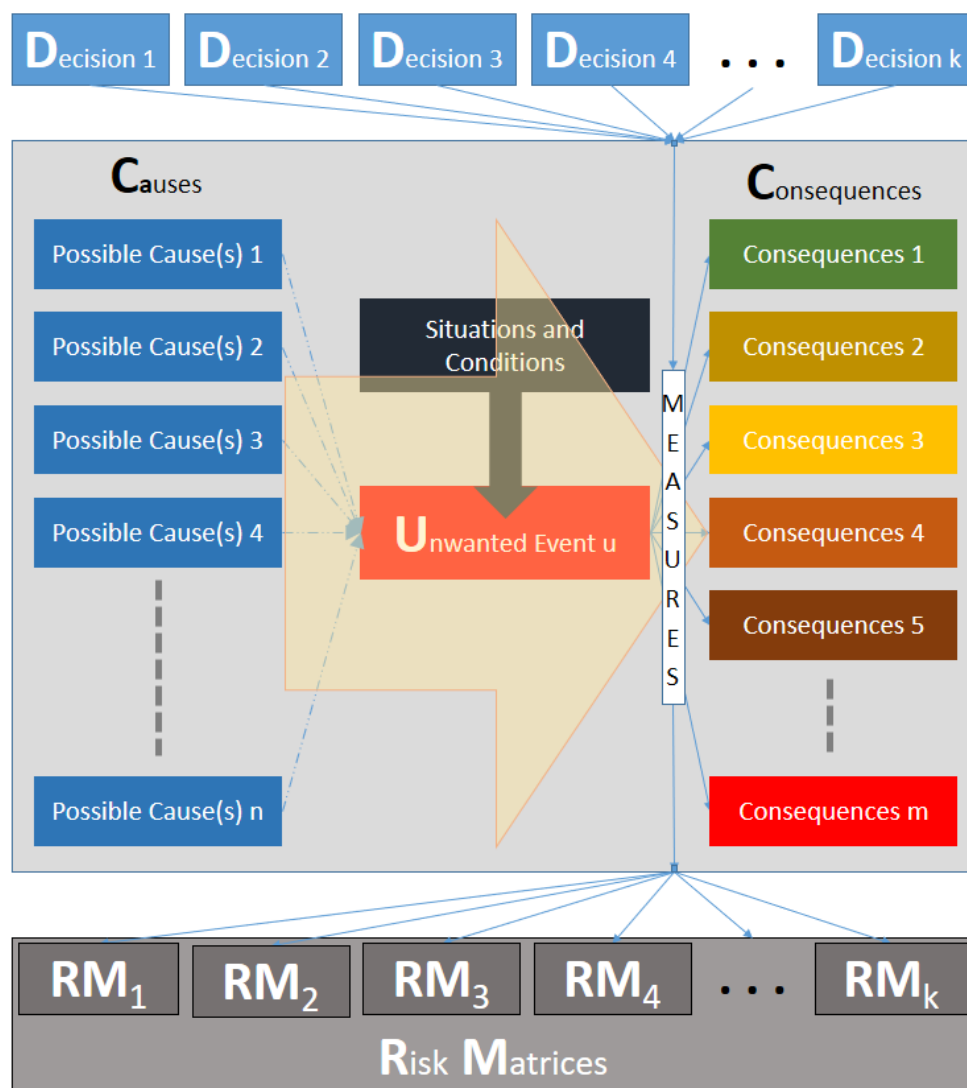 Decision 1
Decision 2
Decision 3
Decision 4
. . .
Decision k
Causes
Consequences
Possible Cause(s) 1
Possible Cause(s) 2
Possible Cause(s) 3
Possible Cause(s) 4
Possible Cause(s) n
Situations and
Conditions
Unwanted Event u
MEASURES
Consequences 1
Consequences 2
Consequences 3
Consequences 4
Consequences 5
Consequences m
RM1
RM2
RM3
RM4
. . .
RMk
Risk Matrices